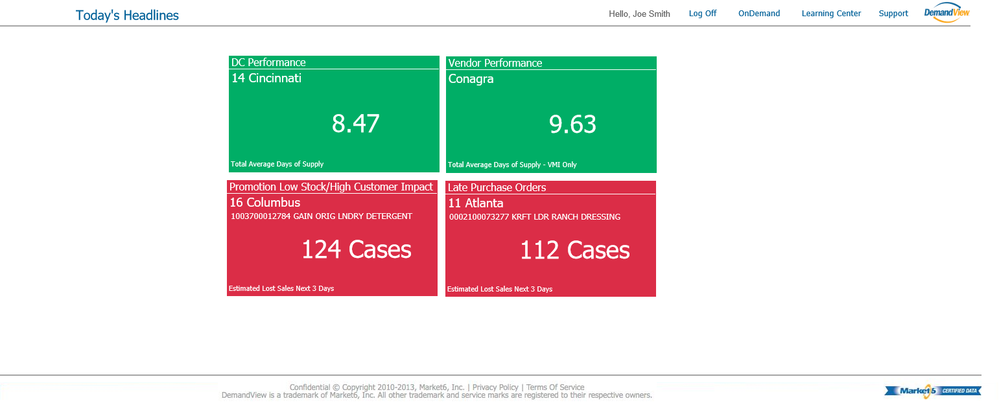 Today's Headlines
Hello, Joe Smith
Log Off
OnDemand
Learning Center
Support
DemandView
DC Performance
14 Cincinnati
8.47
Total Average Days of Supply
Vendor Performance
Conagra
9.63
Total Average Days of Supply - VMI Only
Promotion Low Stock/High Customer Impact
16 Columbus
1003700012784 GAIN ORIG LNDRY DETERGENT
124 Cases
Estimated Lost Sales Next 3 Days
Late Purchase Orders
11 Atlanta
0002100073277 KRFT LDR RANCH DRESSING
112 Cases
Estimated Lost Sales Next 3 Days
Confidential © Copyright 2010-2013, Market6, Inc. | Privacy Policy | Terms Of Service
DemandView is a trademark of Market6, Inc. All other trademark and service marks are registered to their respective owners.
Market6 CERTIFIED DATA